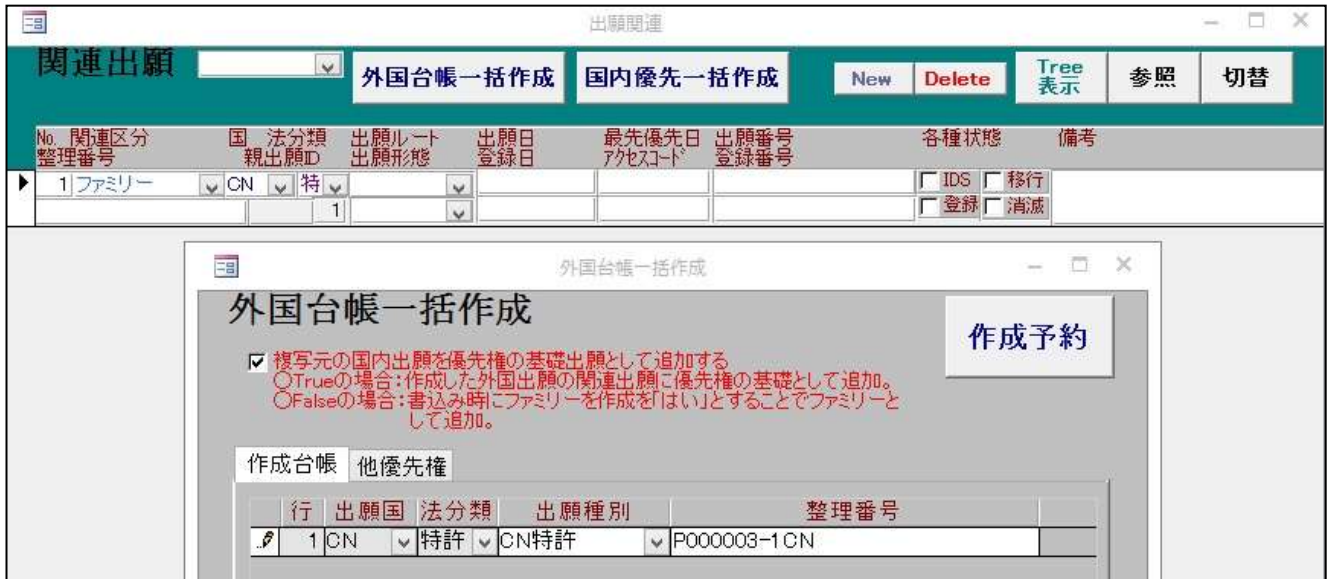 出願関連
関連出願 外国台帳一括作成 国内優先一括作成 New Delete Tree表示 参照 切替
No. 関連区分 国 法分類 出願ルート 出願日 最先優先日 出願番号 各種状態 備考
整理番号 親出願ID 出願形態 登録日 アクセスコード 登録番号
1 ファミリー CN 特 IDS 移行
1 登録 消滅
外国台帳一括作成
外国台帳一括作成
作成予約
複写元の国内出願を優先権の基礎出願として追加する
○Trueの場合:作成した外国出願の関連出願に優先権の基礎として追加。
○Falseの場合:書込み時にファミリーを作成を「はい」とすることでファミリーと
して追加。
作成台帳 他優先権
行 出願国 法分類 出願種別 整理番号
1 CN 特許 CN特許 P000003-1CN